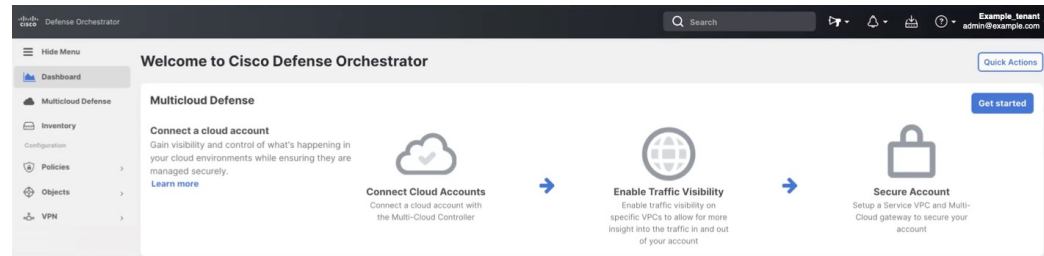 CISCO Defense Orchestrator
Search
Example_tenant
admin@example.com
Hide Menu
Dashboard
Multicloud Defense
Inventory
Configuration
Policies
Objects
VPN
Welcome to Cisco Defense Orchestrator
Quick Actions
Multicloud Defense
Get started
Connect a cloud account
Gain visibility and control of what's happening in
your cloud environments while ensuring they are
managed securely.
Learn more
Connect Cloud Accounts
Connect a cloud account with
the Multi-Cloud Controller
Enable Traffic Visibility
Enable traffic visibility on
specific VPCs to allow for more
insight into the traffic in and out
of your account
Secure Account
Setup a Service VPC and Multi-
Cloud gateway to secure your
account